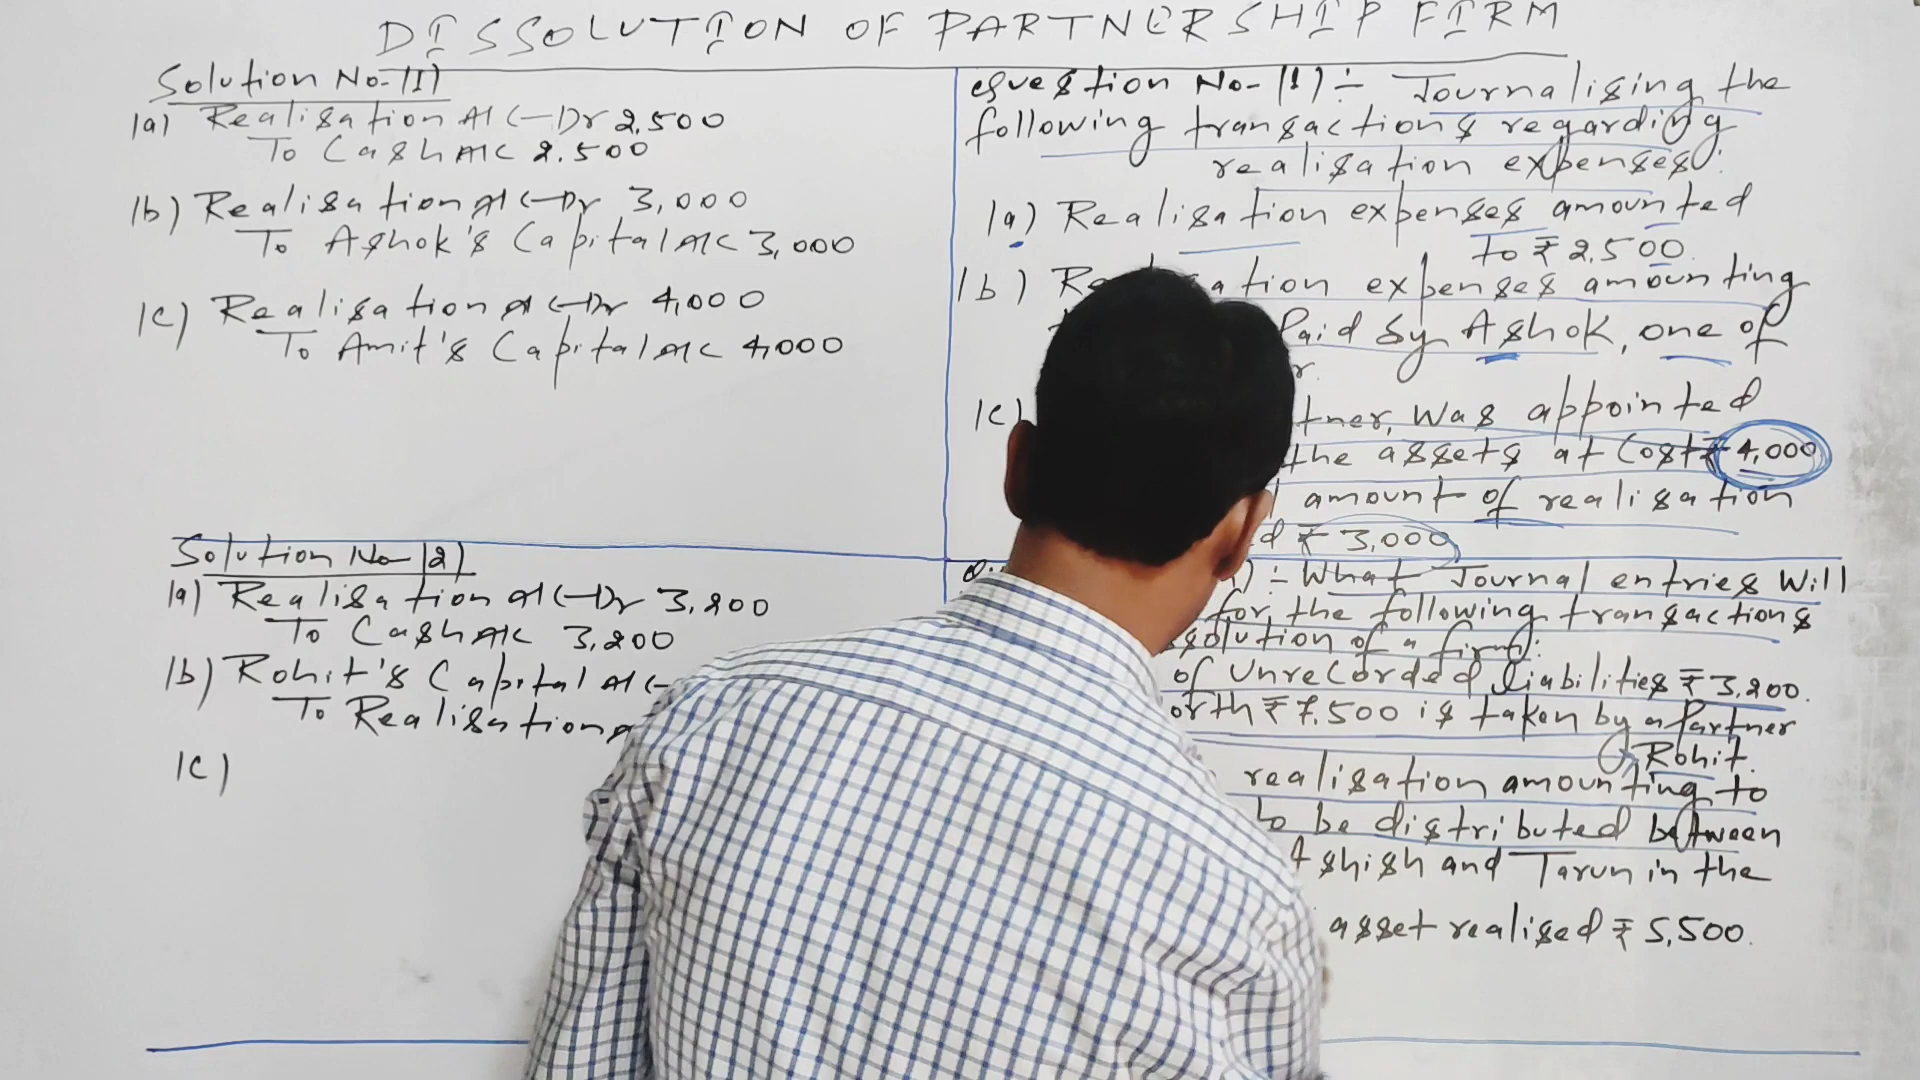 DISSOLUTION OF PARTNERSHIP FIRM
Solution No-(1)
(a) Realisation A/c-Dr 2,500
To Cash A/c 2.500
(b) Realisation A/c-Dr 3,000
To Ashok's Capital A/c 3,000
(c) Realisation A/c-Dr 4,000
To Amit's Capital A/c 4,000
Solution No-(2)
(a) Realisation A/c-Dr 3,200
To Cash A/c 3,200
(b) Rohit's Capital A/c-
To Realisation
(c)
Question No-(1) ÷ Journalising the
following transactions regarding
realisation expenses:
(a) Realisation expenses amounted
to ₹ 2,500.
(b) expenses amounting
Paid by Ashok, one of
(c) was appointed
the assets at Cost ₹ 4,000
amount of realisation
₹ 3,000
÷ What Journal entries Will
for the following transactions
of a firm:
of Unrecorded liabilities ₹ 3,200.
₹ 7,500 is taken by a Partner
Rohit.
realisation amounting to
to be distributed between
Ashish and Tarun in the
asset realised ₹ 5,500.